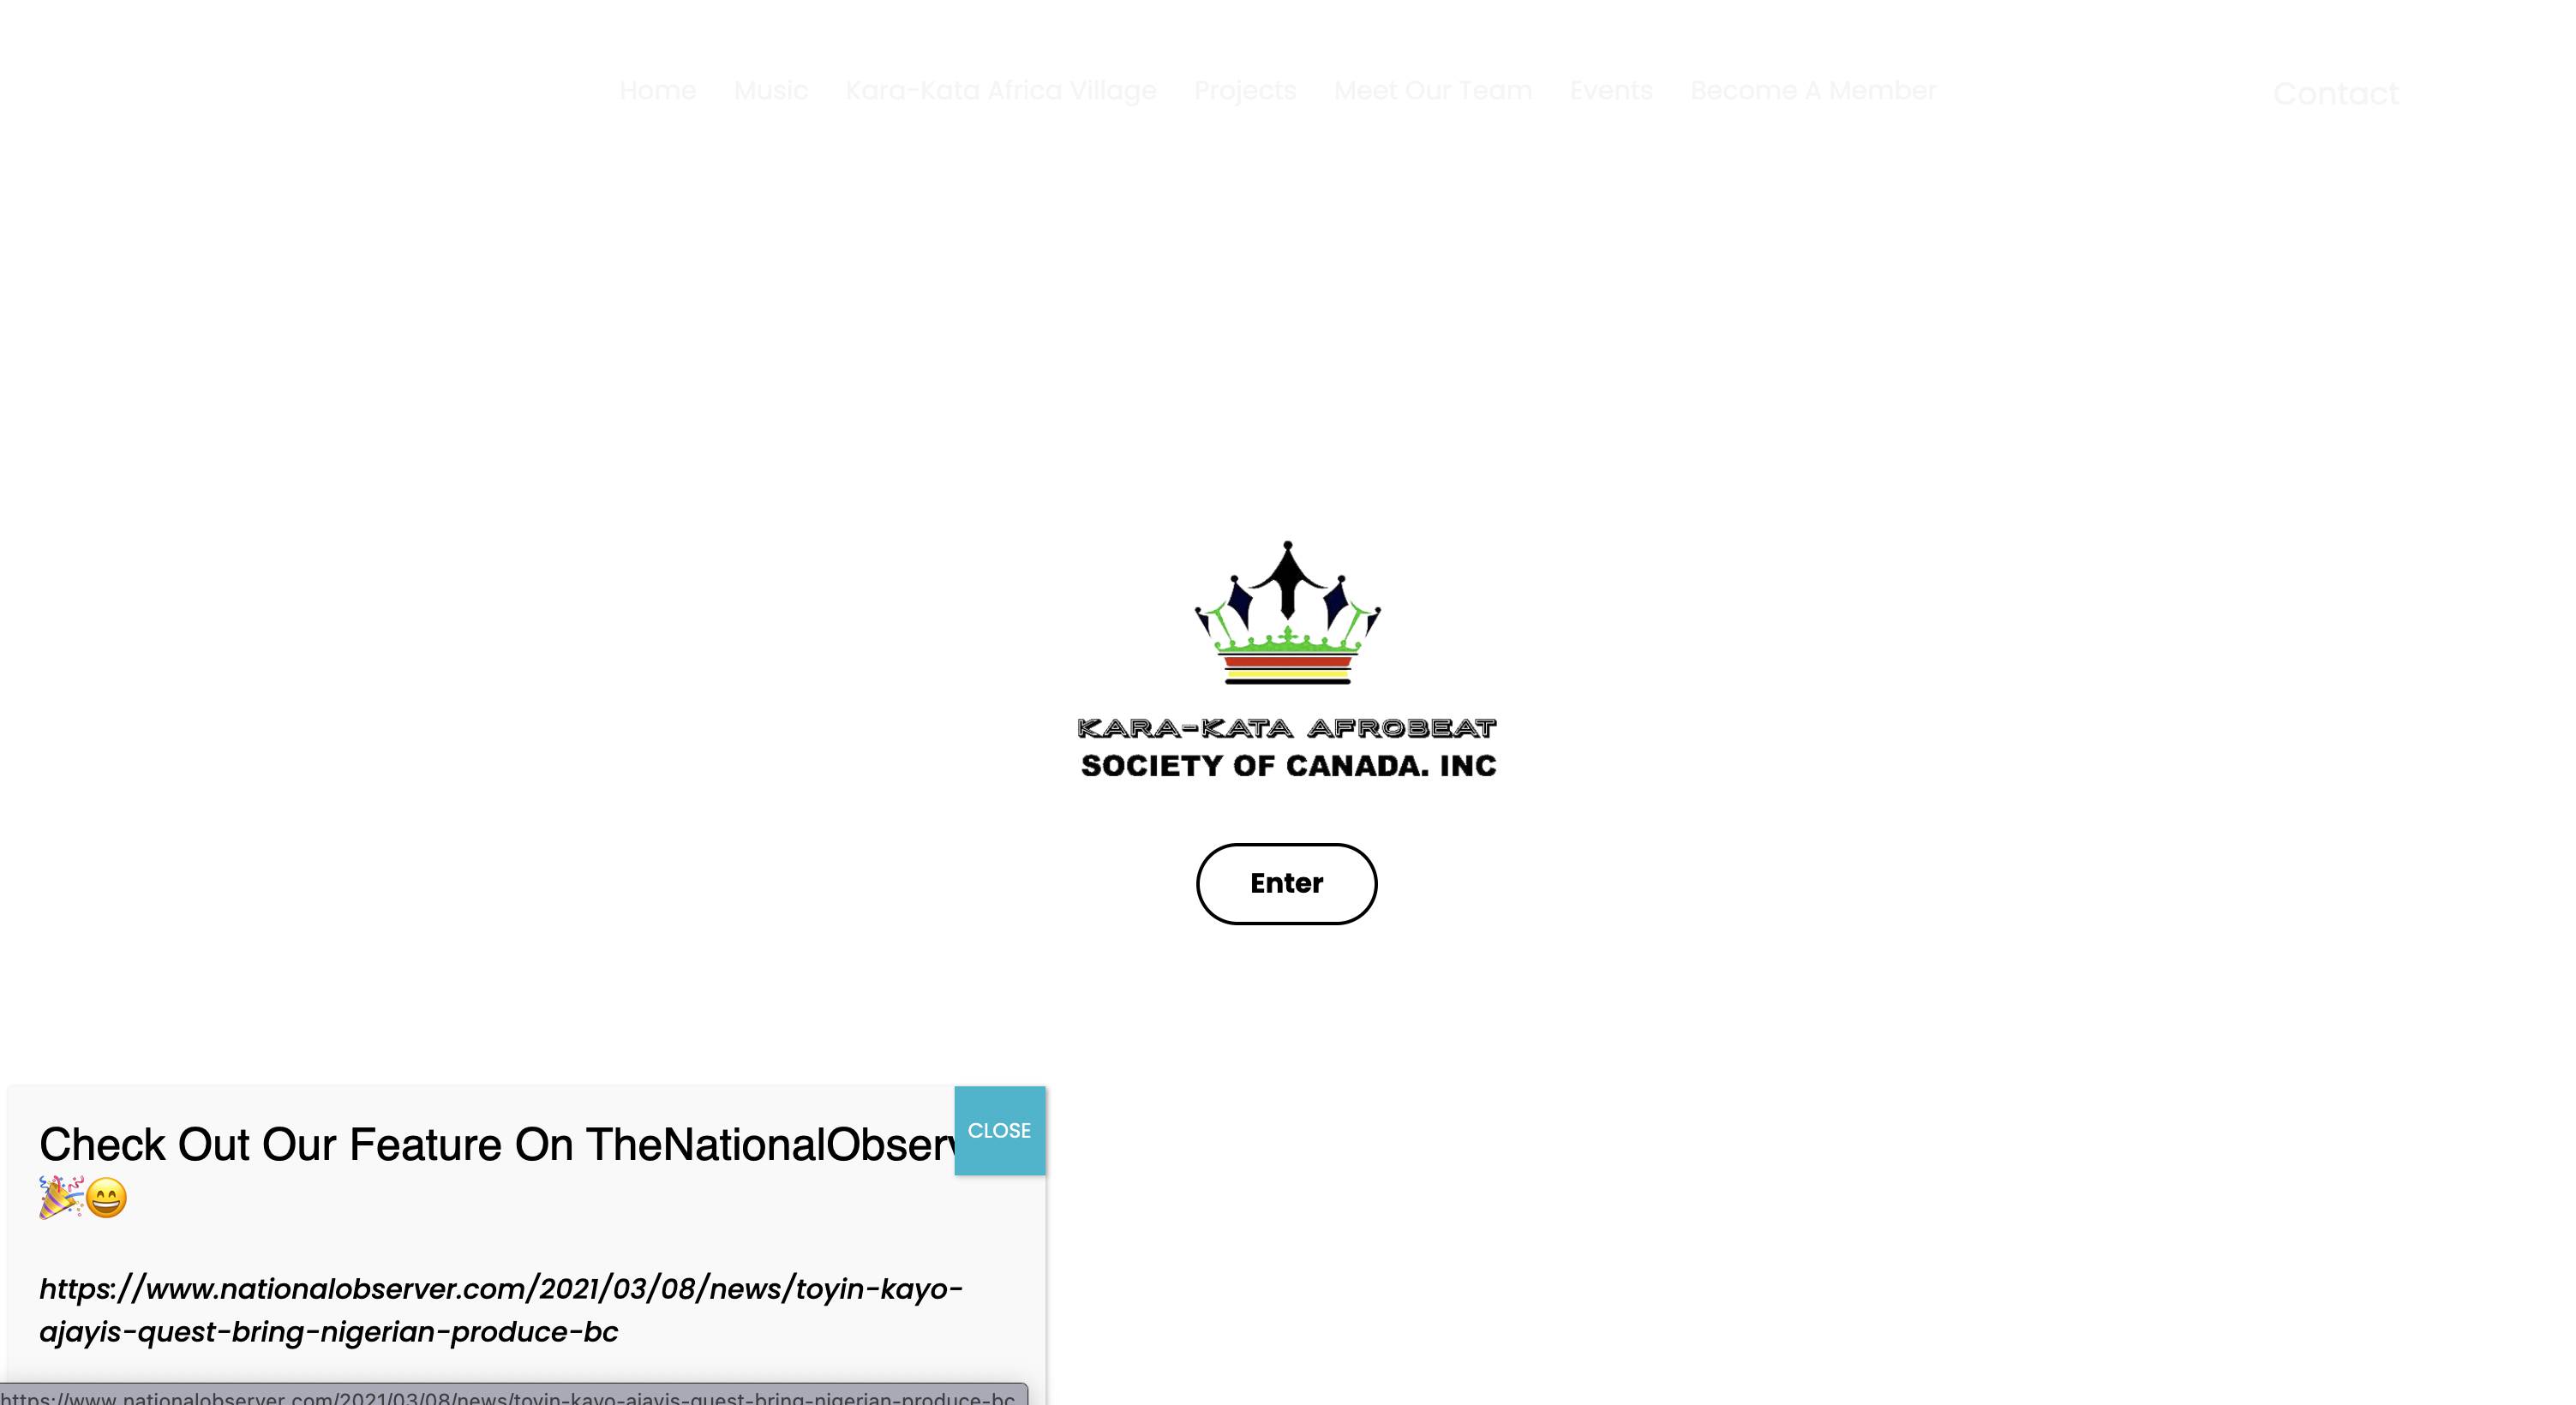 Home Music Kara-Kata Africa Village Projects Meet Our Team Events Become A Member Contact
KARA-KATA AFROBEAT
SOCIETY OF CANADA. INC
Enter
CLOSE
Check Out Our Feature On TheNationalObserv
🎉😄
https://www.nationalobserver.com/2021/03/08/news/toyin-kayo-
ajayis-quest-bring-nigerian-produce-bc
https://www.nationalobserver.com/2021/03/08/news/toyin-kayo-ajayis-quest-bring-nigerian-produce-bc